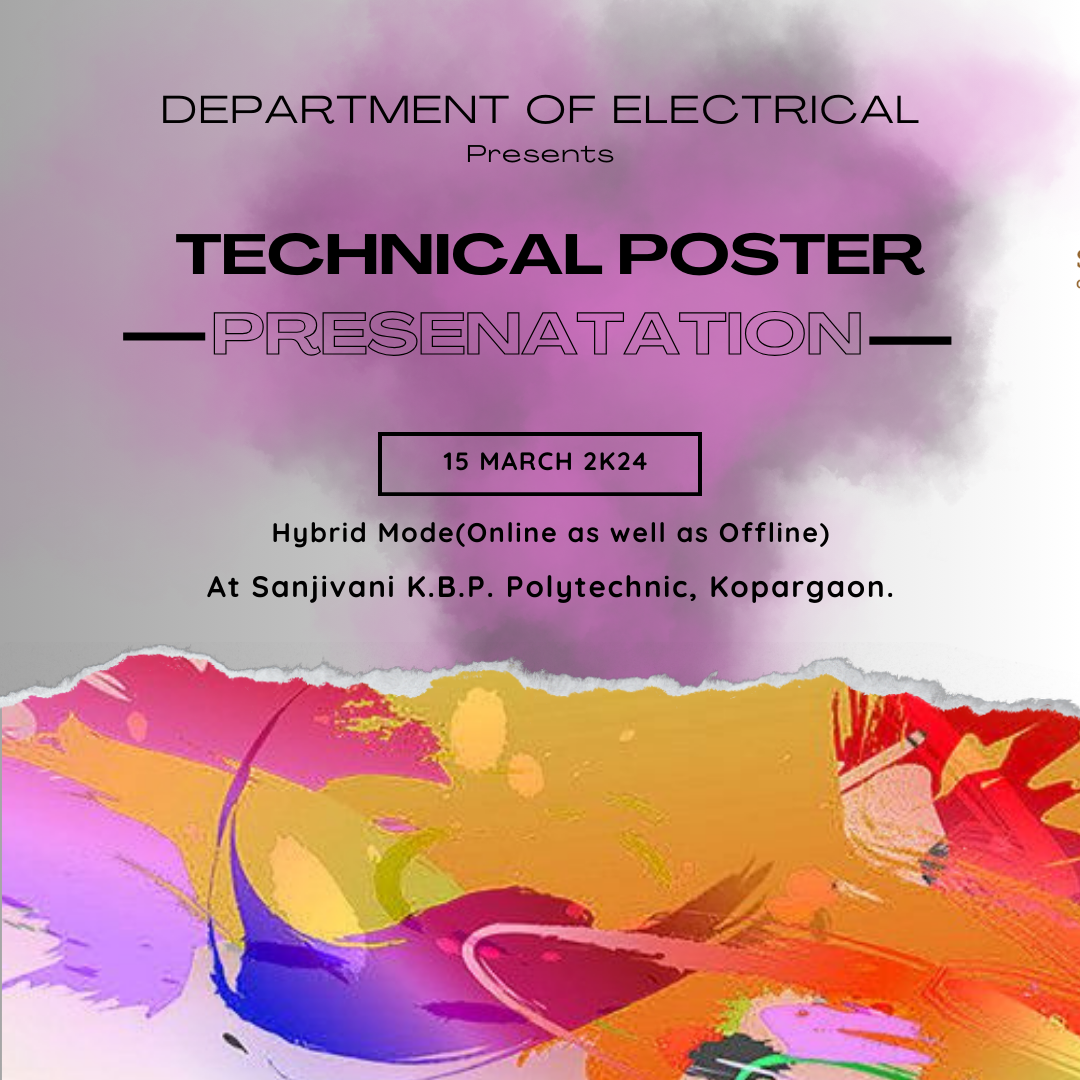 DEPARTMENT OF ELECTRICAL
Presents
TECHNICAL POSTER
PRESENATATION
15 MARCH 2K24
Hybrid Mode(Online as well as Offline)
At Sanjivani K.B.P. Polytechnic, Kopargaon.